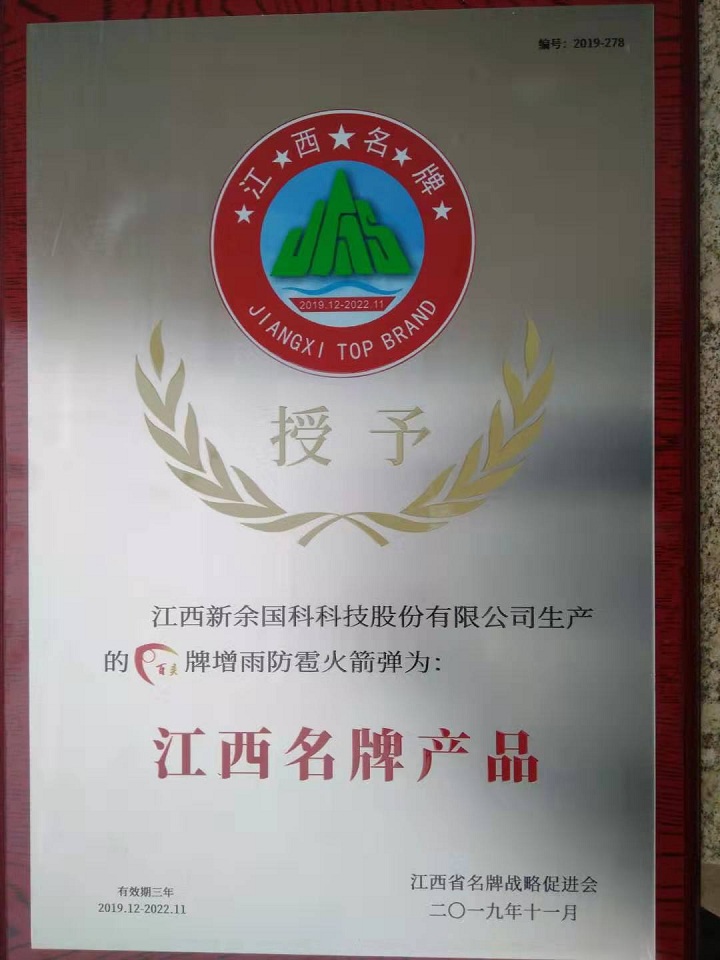 编号：2019-278
江★西★名★牌
2019.12-2022.11
JIANGXI TOP BRAND
授予
江西新余国科科技股份有限公司生产
的 牌增雨防雹火箭弹为：
江西名牌产品
有效期三年
2019.12-2022.11
江西省名牌战略促进会
二〇一九年十一月